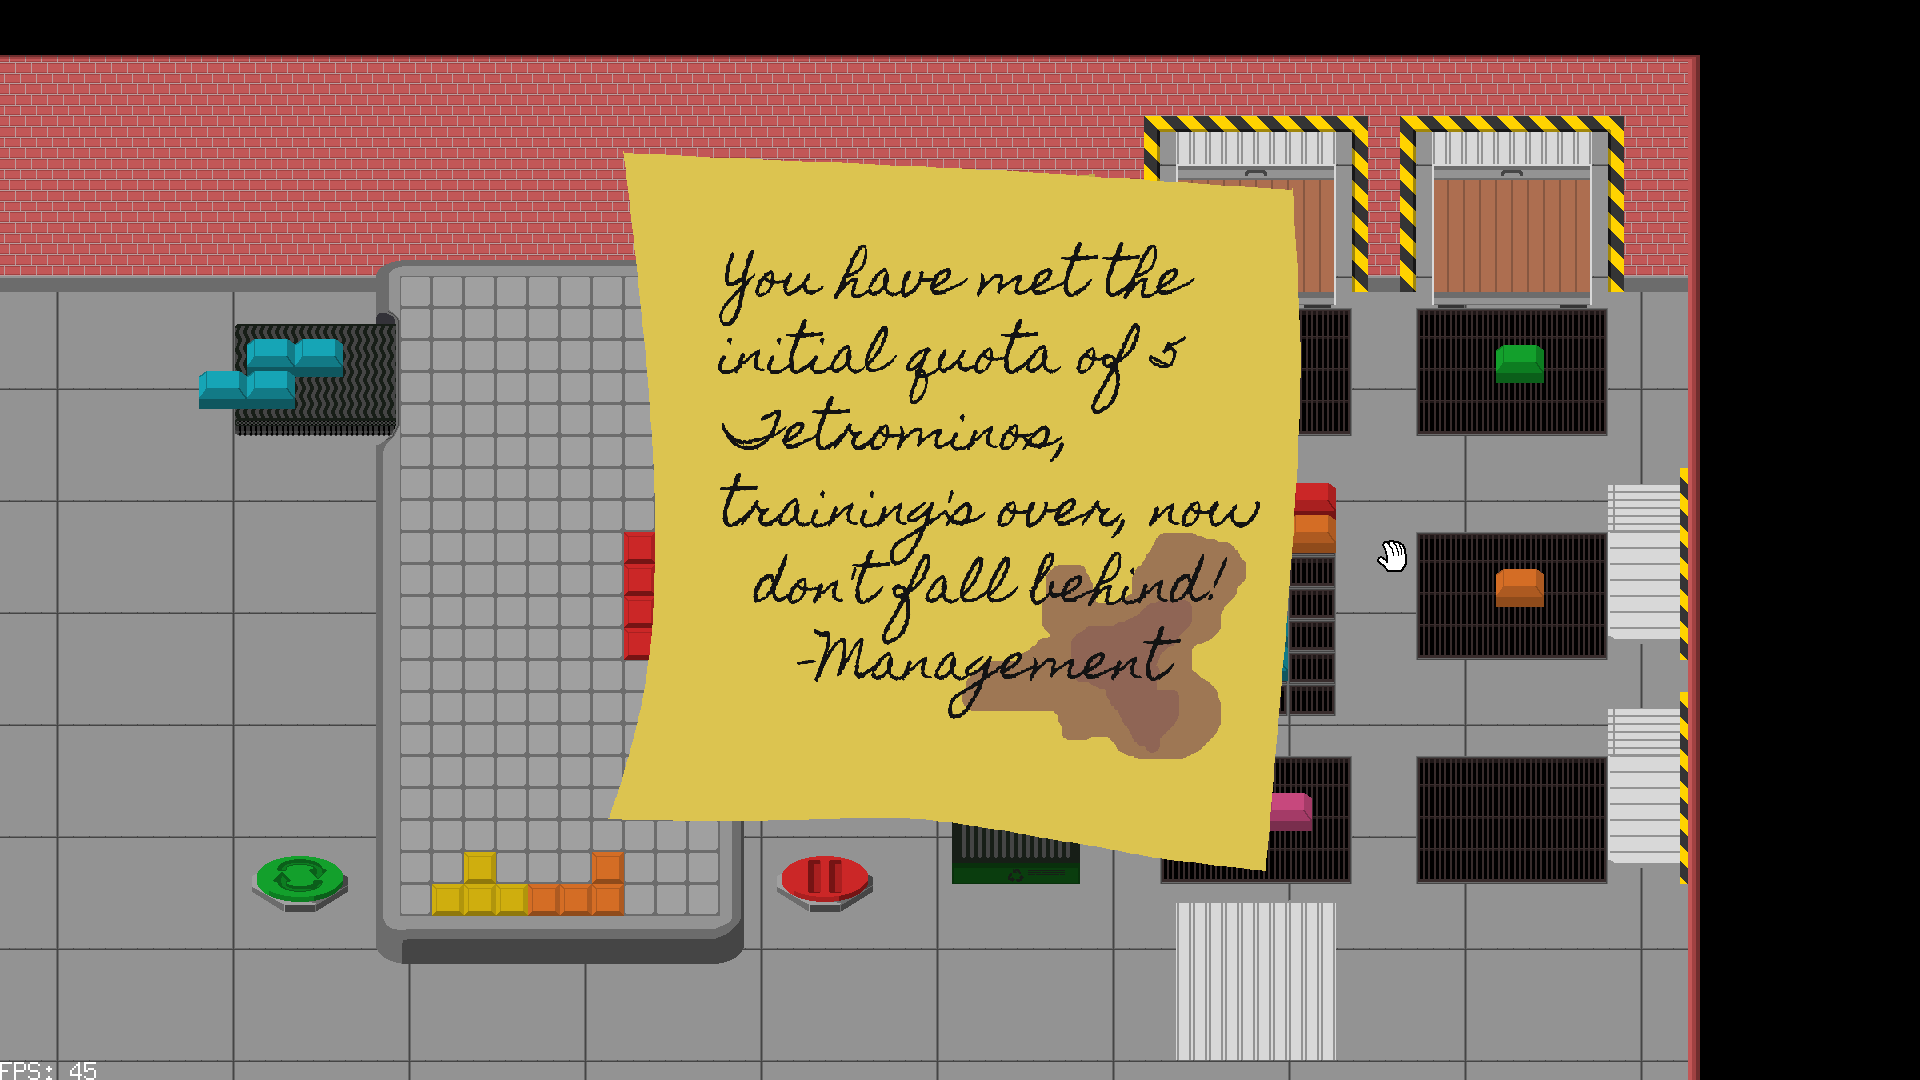 You have met the
initial quota of 5
Tetrominos,
training's over, now
don't fall behind!
-Management
FPS: 45